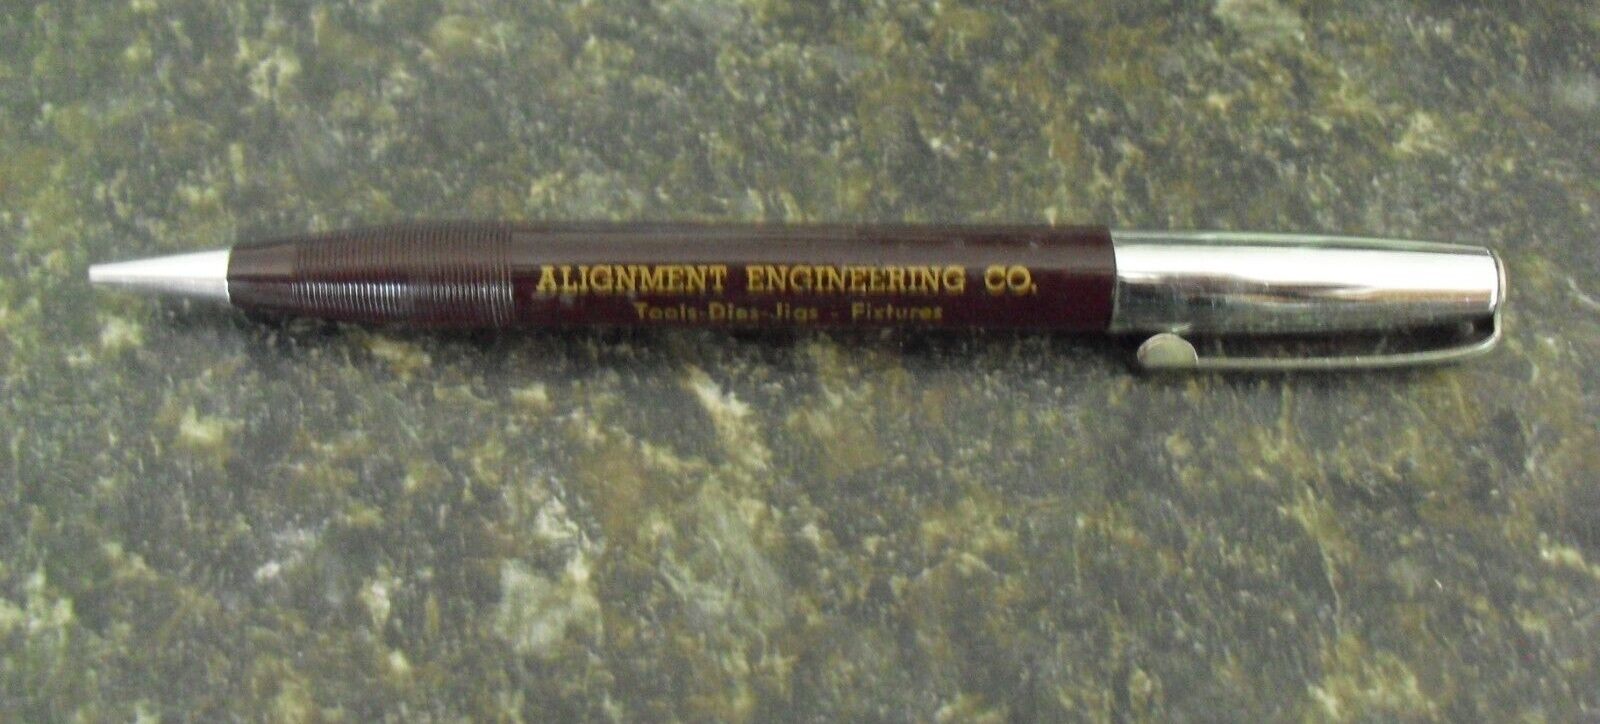 ALIGNMENT ENGINEERING CO.
Tools-Dies-Jigs - Fixtures